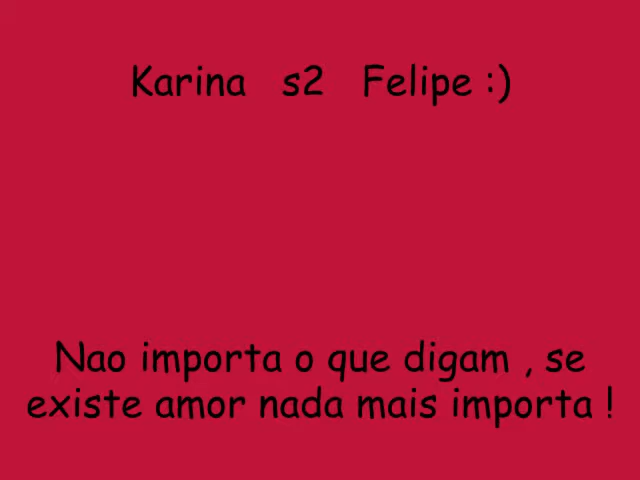 Karina s2 Felipe :)
Nao importa o que digam , se
existe amor nada mais importa !